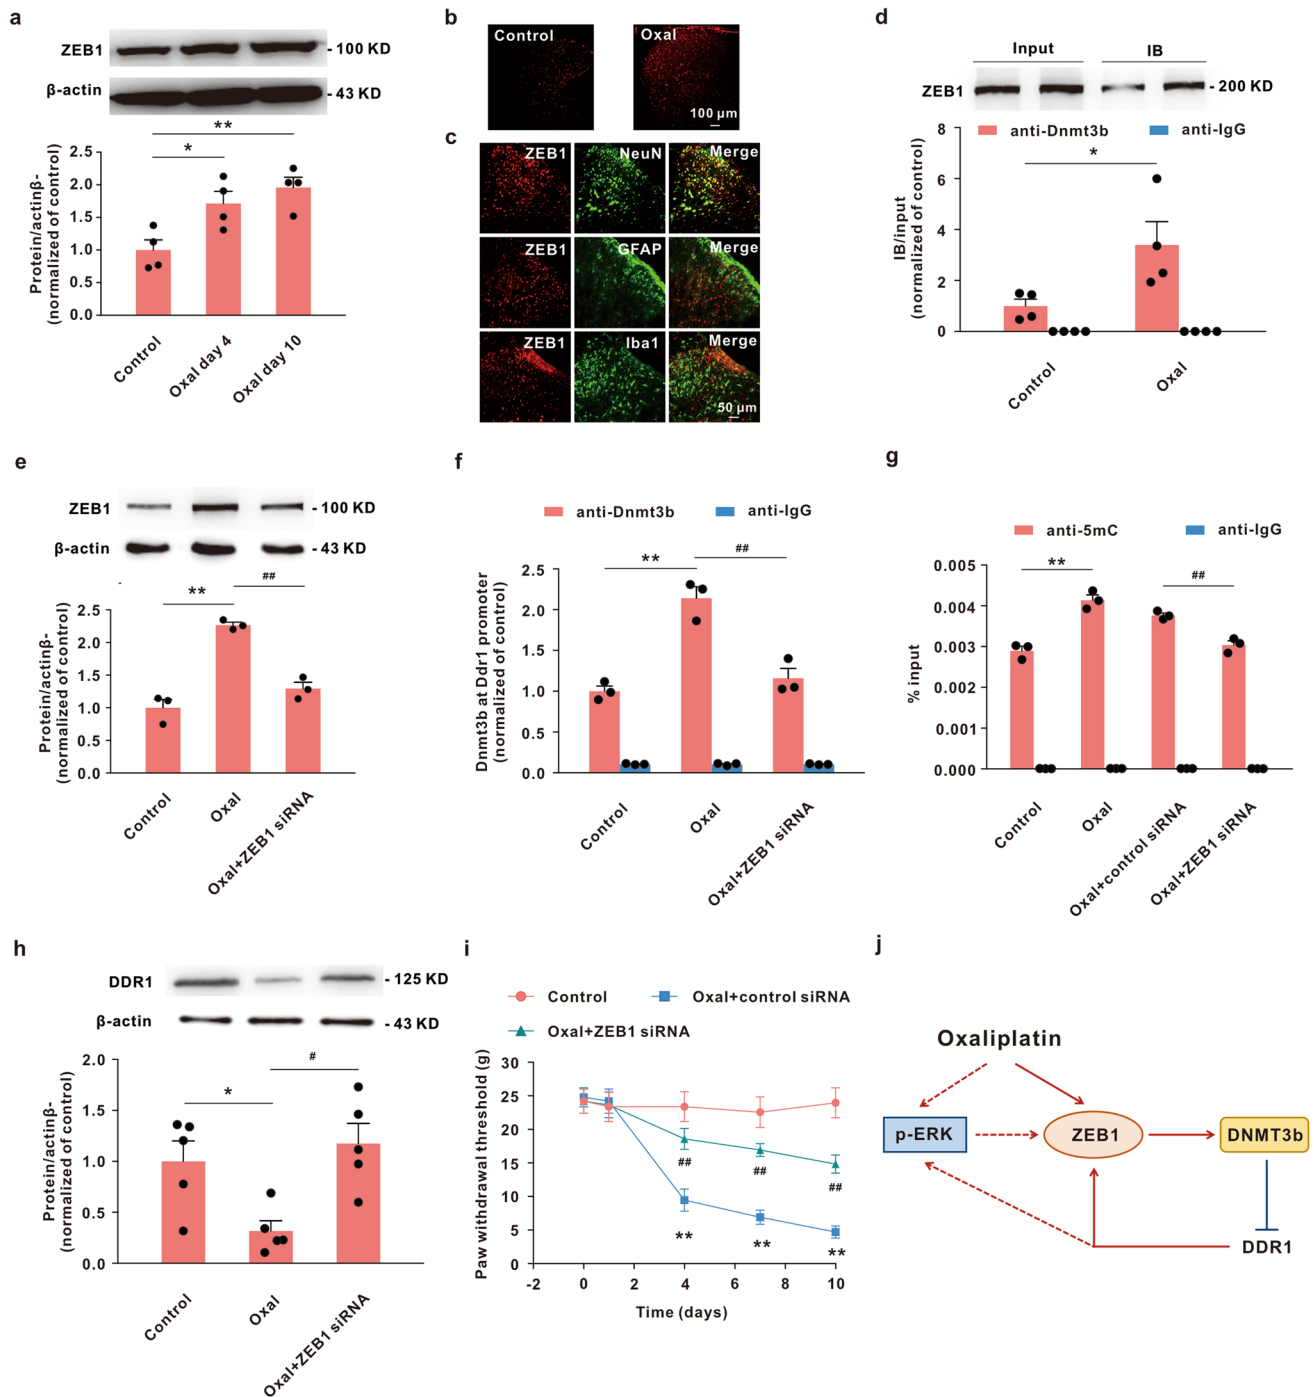 a
ZEB1
- 100 KD
β-actin
- 43 KD
**
*
Protein/actinβ-
(normalized of control)
2.5
2.0
1.5
1.0
0.5
0.0
Control
Oxal day 4
Oxal day 10
b
Control
Oxal
100 μm
c
ZEB1
NeuN
Merge
ZEB1
GFAP
Merge
ZEB1
Iba1
Merge
50 μm
d
Input
IB
ZEB1
- 200 KD
anti-Dnmt3b
anti-IgG
*
IB/input
(normalized of control)
8
6
4
2
0
Control
Oxal
e
ZEB1
- 100 KD
β-actin
- 43 KD
**
##
Protein/actinβ-
(normalized of control)
2.5
2.0
1.5
1.0
0.5
0.0
Control
Oxal
Oxal+ZEB1 siRNA
f
anti-Dnmt3b
anti-IgG
**
##
Dnmt3b at Ddr1 promoter
(normalized of control)
2.5
2.0
1.5
1.0
0.5
0.0
Control
Oxal
Oxal+ZEB1 siRNA
g
anti-5mC
anti-IgG
**
##
% input
0.005
0.004
0.003
0.002
0.001
0.000
Control
Oxal
Oxal+control siRNA
Oxal+ZEB1 siRNA
h
DDR1
- 125 KD
β-actin
- 43 KD
*
#
Protein/actinβ-
(normalized of control)
2.0
1.5
1.0
0.5
0.0
Control
Oxal
Oxal+ZEB1 siRNA
i
Control
Oxal+control siRNA
Oxal+ZEB1 siRNA
Paw withdrawal threshold (g)
30
25
20
15
10
5
0
##
##
##
**
**
**
-2
0
2
4
6
8
10
Time (days)
j
Oxaliplatin
p-ERK
ZEB1
DNMT3b
DDR1